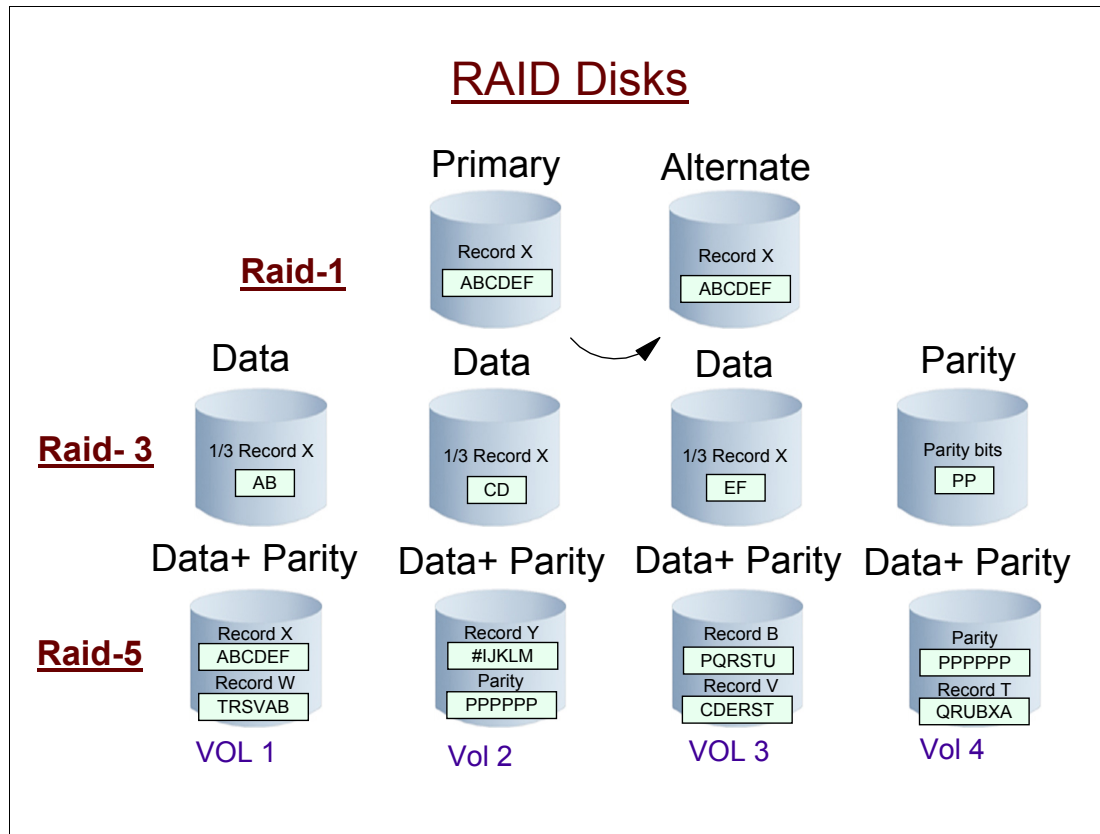 RAID Disks
Primary
Alternate
Raid-1
Record X
ABCDEF
Record X
ABCDEF
Data
Data
Data
Parity
Raid- 3
1/3 Record X
AB
1/3 Record X
CD
1/3 Record X
EF
Parity bits
PP
Data+ Parity
Data+ Parity
Data+ Parity
Data+ Parity
Raid-5
Record X
ABCDEF
Record W
TRSVAB
Record Y
#IJKLM
Parity
PPPPPP
Record B
PQRSTU
Record V
CDERST
Parity
PPPPPP
Record T
QRUBXA
VOL 1
Vol 2
VOL 3
Vol 4